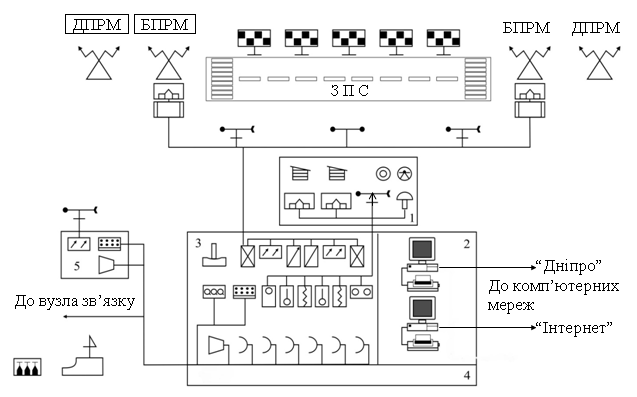 ДПРМ
БПРМ
БПРМ
ДПРМ
З П С
1
3
2
5
“Дніпро”
До комп’ютерних
мереж
До вузла зв’язку
“Інтернет”
4